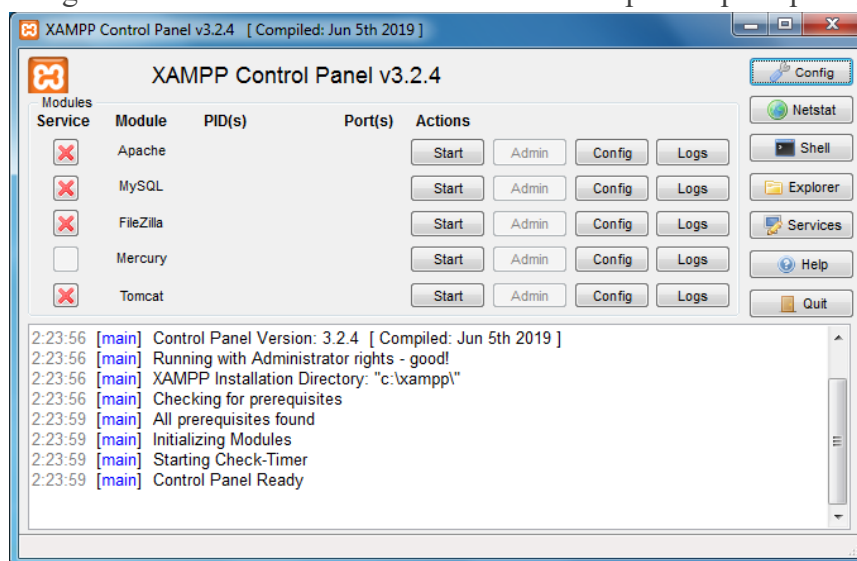 XAMPP Control Panel v3.2.4 [ Compiled: Jun 5th 2019 ]
XAMPP Control Panel v3.2.4
Config
Modules
Service Module PID(s) Port(s) Actions
Netstat
Apache Start Admin Config Logs
Shell
MySQL Start Admin Config Logs
Explorer
FileZilla Start Admin Config Logs
Services
Mercury Start Admin Config Logs
Help
Tomcat Start Admin Config Logs
Quit
2:23:56 [main] Control Panel Version: 3.2.4 [ Compiled: Jun 5th 2019 ]
2:23:56 [main] Running with Administrator rights - good!
2:23:56 [main] XAMPP Installation Directory: "c:\xampp\"
2:23:56 [main] Checking for prerequisites
2:23:59 [main] All prerequisites found
2:23:59 [main] Initializing Modules
2:23:59 [main] Starting Check-Timer
2:23:59 [main] Control Panel Ready